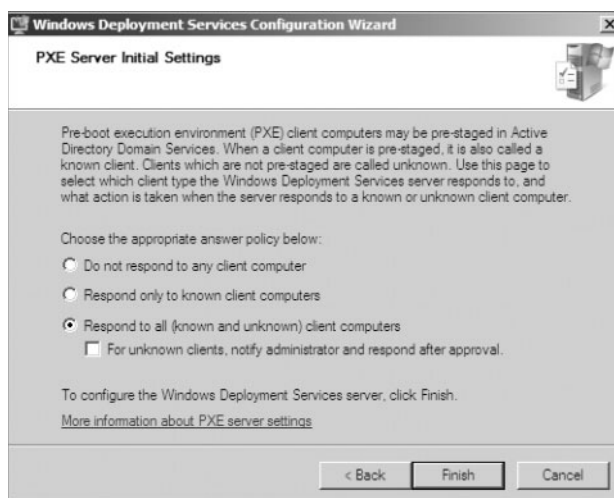 Windows Deployment Services Configuration Wizard
PXE Server Initial Settings
Pre-boot execution environment (PXE) client computers may be pre-staged in Active
Directory Domain Services. When a client computer is pre-staged, it is also called a
known client. Clients which are not pre-staged are called unknown. Use this page to
select which client type the Windows Deployment Services server responds to, and
what action is taken when the server responds to a known or unknown client computer.
Choose the appropriate answer policy below:
Do not respond to any client computer
Respond only to known client computers
Respond to all (known and unknown) client computers
For unknown clients, notify administrator and respond after approval.
To configure the Windows Deployment Services server, click Finish.
More information about PXE server settings
< Back Finish Cancel